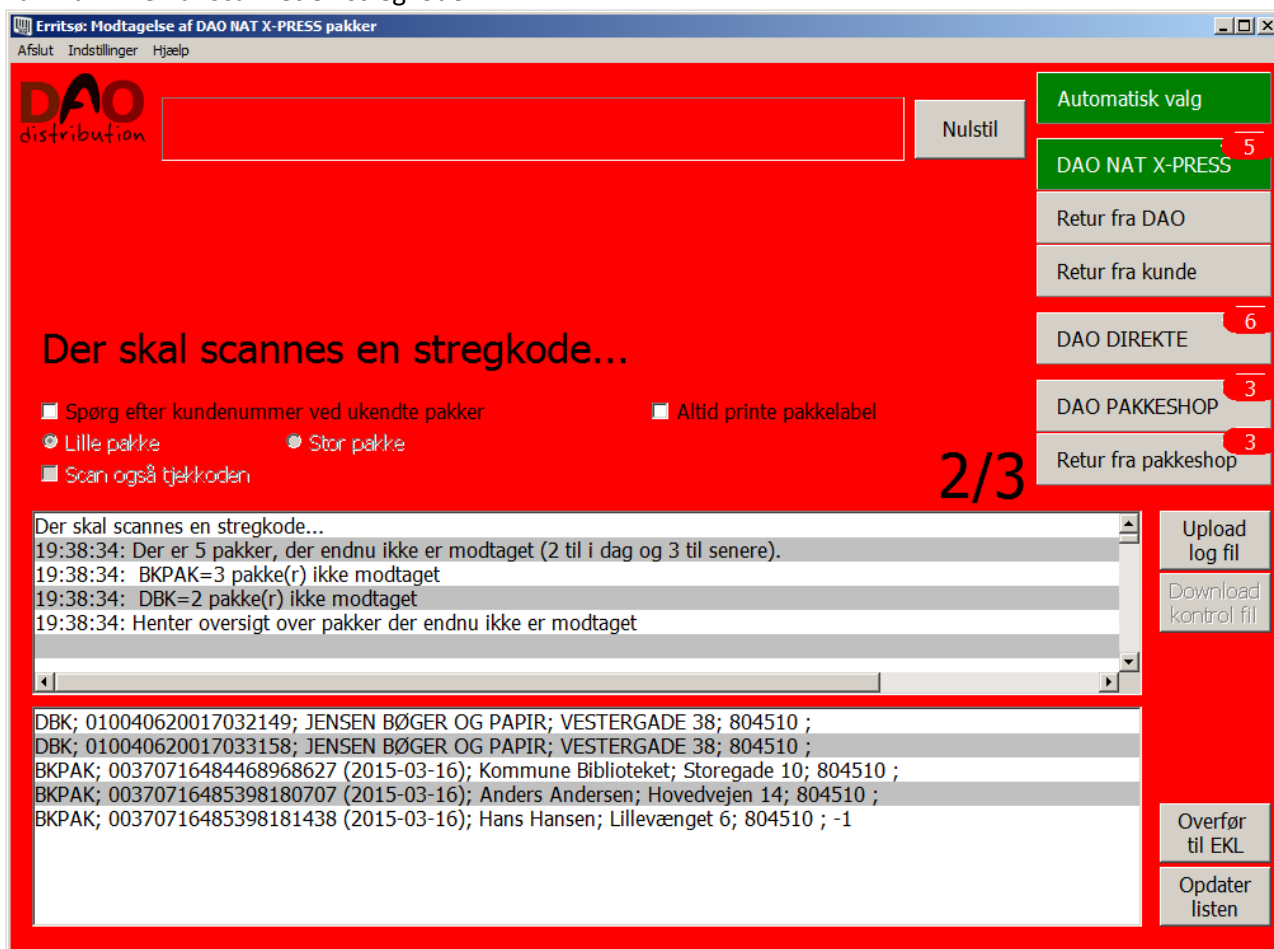 Erritsø: Modtagelse af DAO NAT X-PRESS pakker
Afslut Indstillinger Hjælp
DAO
distribution
Nulstil
Automatisk valg
5
DAO NAT X-PRESS
Retur fra DAO
Retur fra kunde
6
DAO DIREKTE
3
DAO PAKKESHOP
3
Retur fra pakkeshop
Der skal scannes en stregkode...
Spørg efter kundenummer ved ukendte pakker
Altid printe pakkelabel
Lille pakke
Stor pakke
Scan også tjekkoden
2/3
Der skal scannes en stregkode...
19:38:34: Der er 5 pakker, der endnu ikke er modtaget (2 til i dag og 3 til senere).
19:38:34: BKPAK=3 pakke(r) ikke modtaget
19:38:34: DBK=2 pakke(r) ikke modtaget
19:38:34: Henter oversigt over pakker der endnu ikke er modtaget
Upload
log fil
Download
kontrol fil
DBK; 010040620017032149; JENSEN BØGER OG PAPIR; VESTERGADE 38; 804510 ;
DBK; 010040620017033158; JENSEN BØGER OG PAPIR; VESTERGADE 38; 804510 ;
BKPAK; 00370716484468968627 (2015-03-16); Kommune Biblioteket; Storegade 10; 804510 ;
BKPAK; 00370716485398180707 (2015-03-16); Anders Andersen; Hovedvejen 14; 804510 ;
BKPAK; 00370716485398181438 (2015-03-16); Hans Hansen; Lillevænget 6; 804510 ; -1
Overfør
til EKL
Opdater
listen